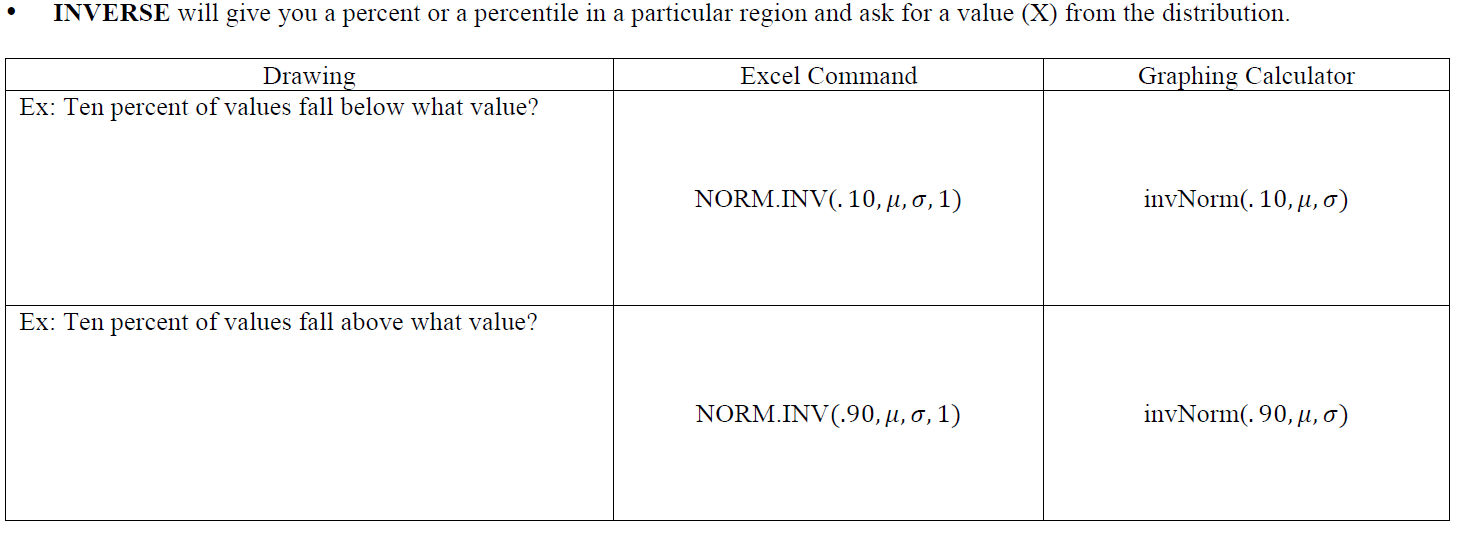 • INVERSE will give you a percent or a percentile in a particular region and ask for a value (X) from the distribution.
Drawing Excel Command Graphing Calculator
Ex: Ten percent of values fall below what value?
NORM.INV(. 10, μ, σ, 1) invNorm(. 10, μ, σ)
Ex: Ten percent of values fall above what value?
NORM.INV(.90, μ, σ, 1) invNorm(. 90, μ, σ)